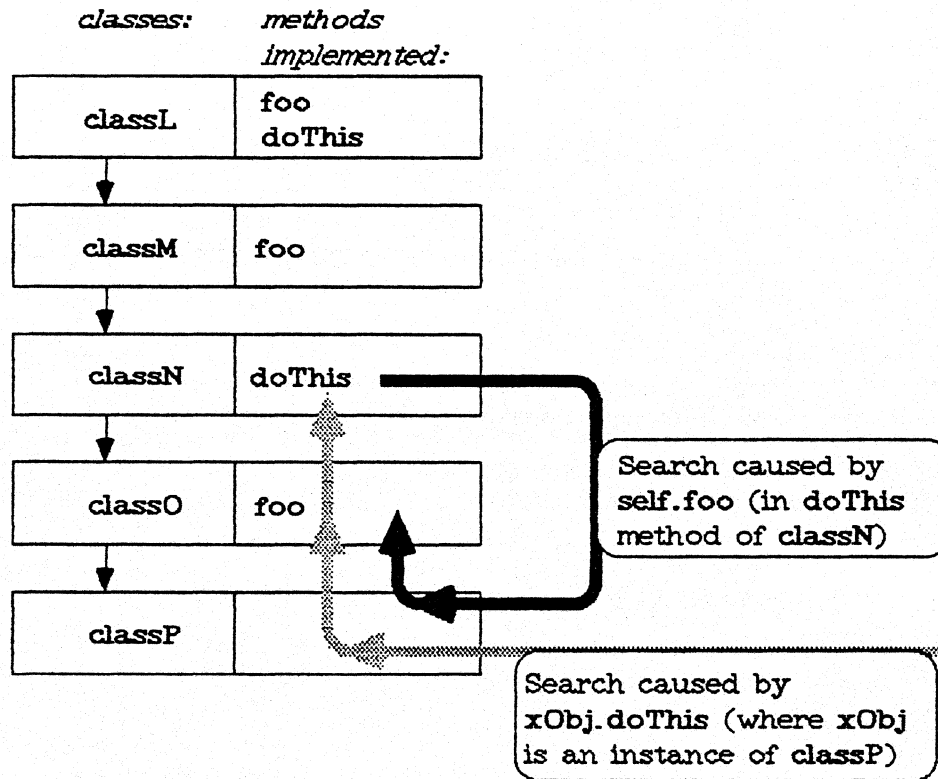 classes: methods
implemented:
classL
foo
doThis
classM
foo
classN
doThis
classO
foo
classP
Search caused by
self.foo (in doThis
method of classN)
Search caused by
xObj.doThis (where xObj
is an instance of classP)